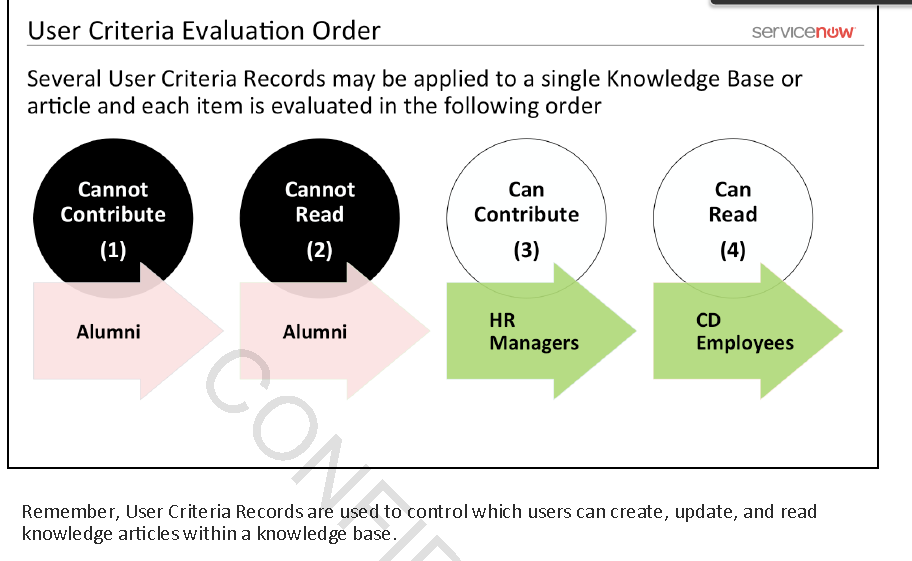 User Criteria Evaluation Order
servicenow
Several User Criteria Records may be applied to a single Knowledge Base or
article and each item is evaluated in the following order
Cannot
Contribute
(1)
Cannot
Read
(2)
Can
Contribute
(3)
Can
Read
(4)
Alumni
Alumni
HR
Managers
CD
Employees
CONFI
Remember, User Criteria Records are used to control which users can create, update, and read
knowledge articles within a knowledge base.